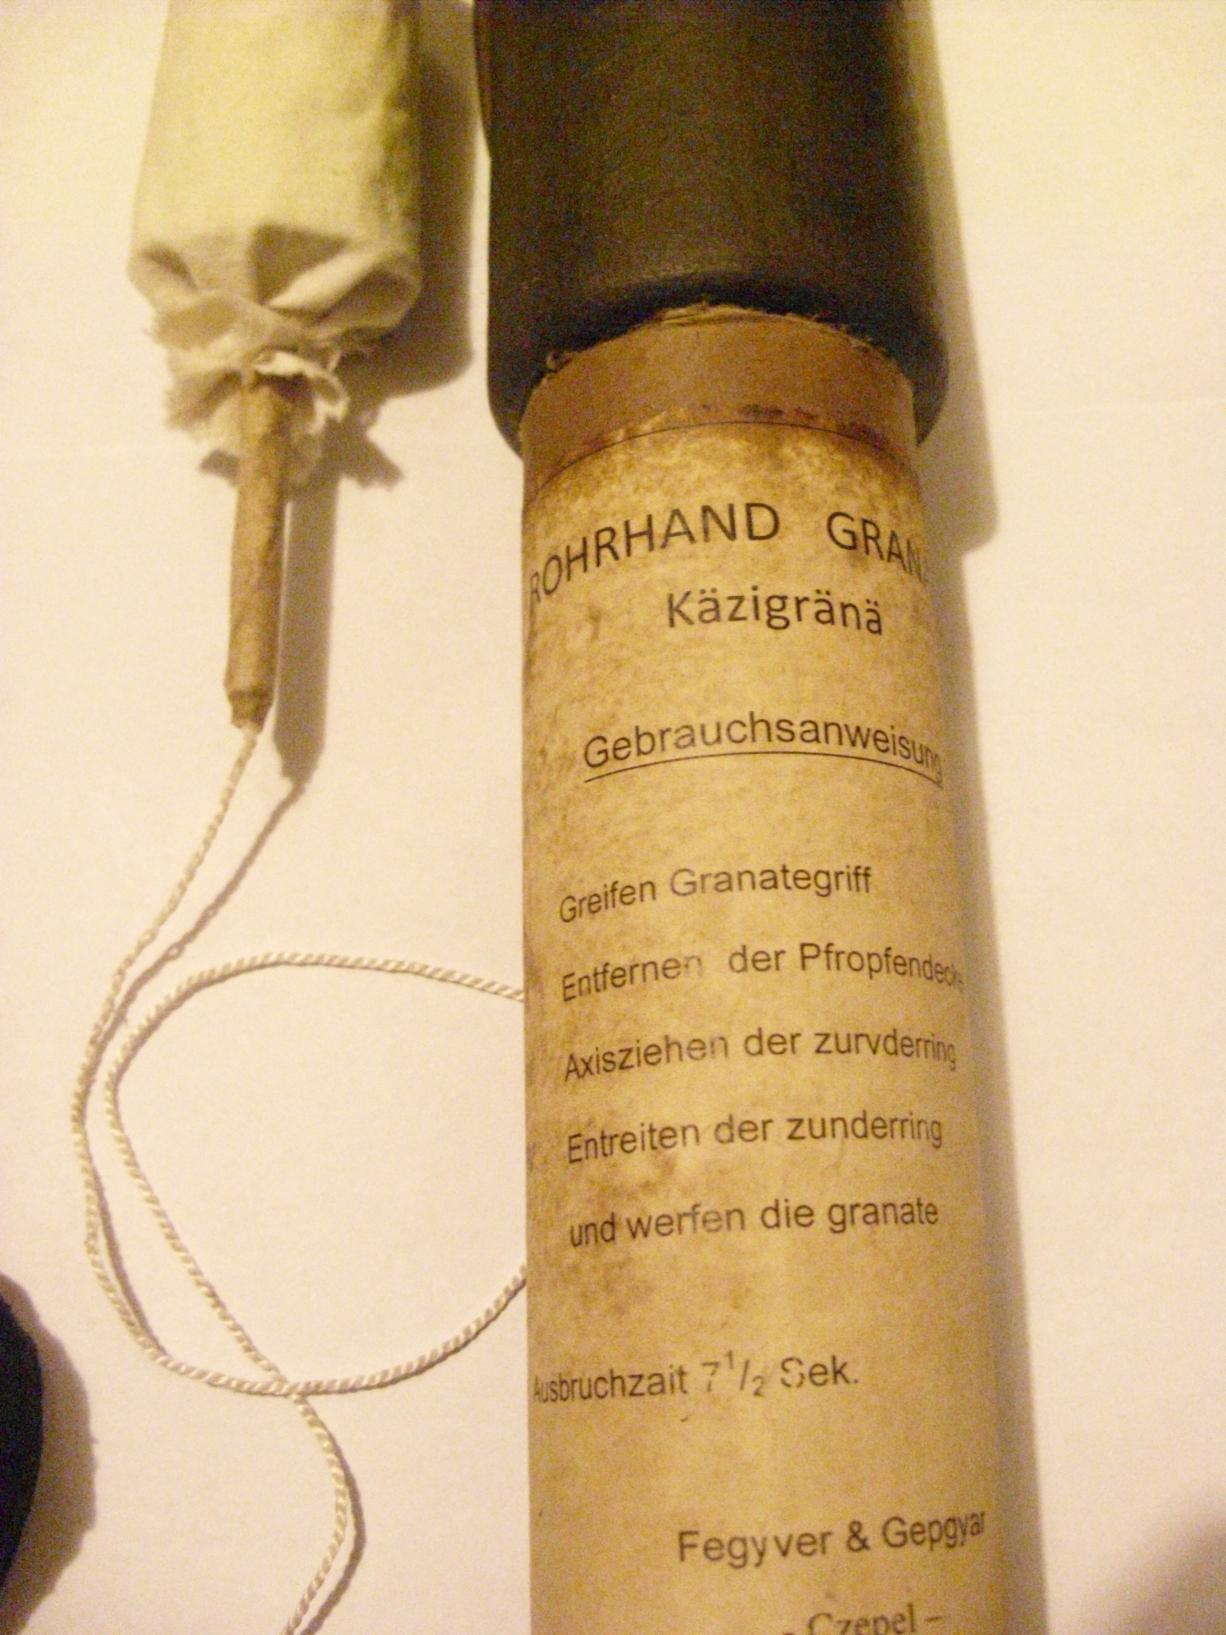 ROHRHAND GRAN
Käzigränä
Gebrauchsanweisung
Greifen Granategriff
Entfernen der Pfropfendecke
Axisziehen der zurvderring
Entreiten der zunderring
und werfen die granate
Ausbruchzait 7 1/2 Sek.
Fegyver & Gepgyar
- Czepel -